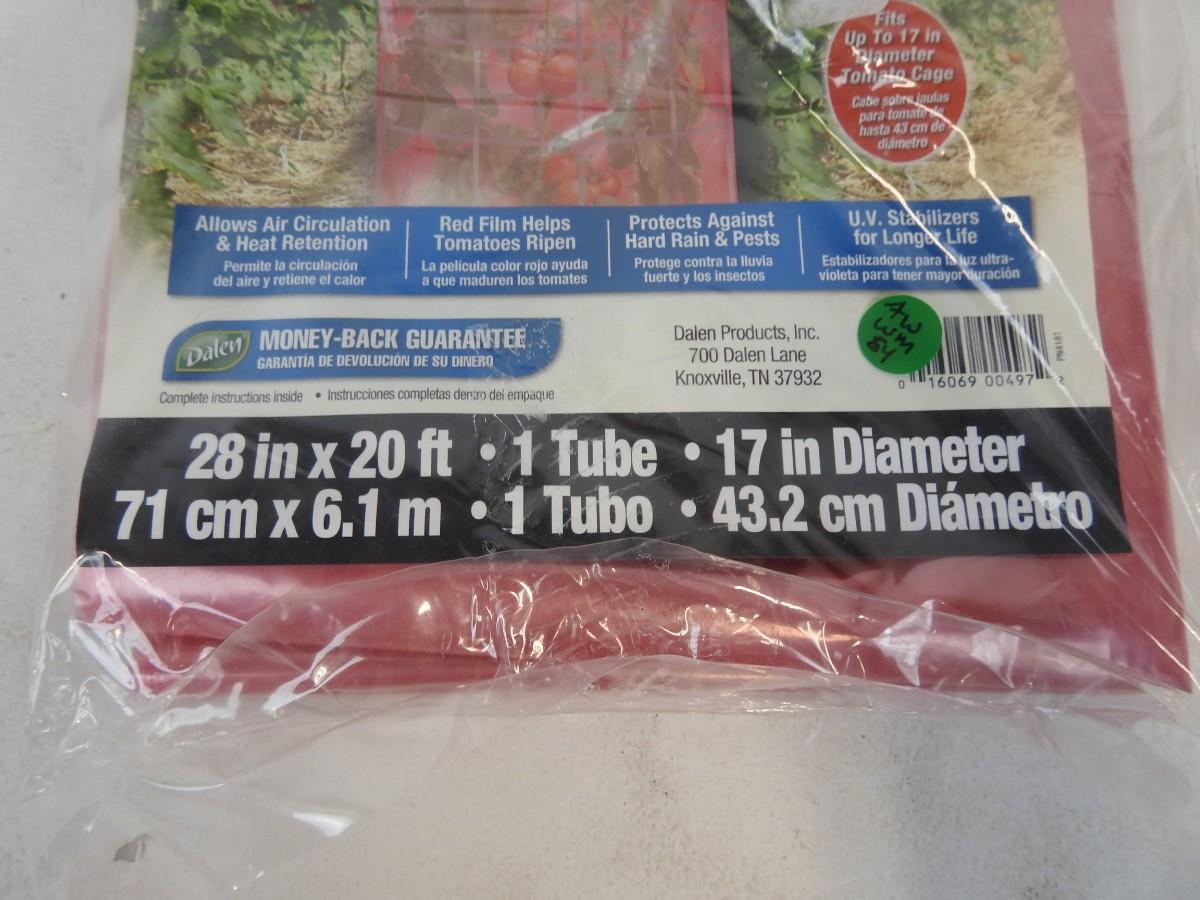 Fits
Up To 17 in
Diameter
Tomato Cage
Cabe sobre jaulas
para tomate de
hasta 43 cm de
diámetro
Allows Air Circulation
& Heat Retention
Permite la circulación
del aire y retiene el calor
Red Film Helps
Tomatoes Ripen
La película color rojo ayuda
a que maduren los tomates
Protects Against
Hard Rain & Pests
Protege contra la lluvia
fuerte y los insectos
U.V. Stabilizers
for Longer Life
Estabilizadores para la luz ultra-
violeta para tener mayor duración
Dalen
MONEY-BACK GUARANTEE
GARANTÍA DE DEVOLUCIÓN DE SU DINERO
Complete instructions inside • Instrucciones completas dentro del empaque
Dalen Products, Inc.
700 Dalen Lane
Knoxville, TN 37932
0 16069 00497 2
PN4181
28 in x 20 ft • 1 Tube • 17 in Diameter
71 cm x 6.1 m • 1 Tubo • 43.2 cm Diámetro